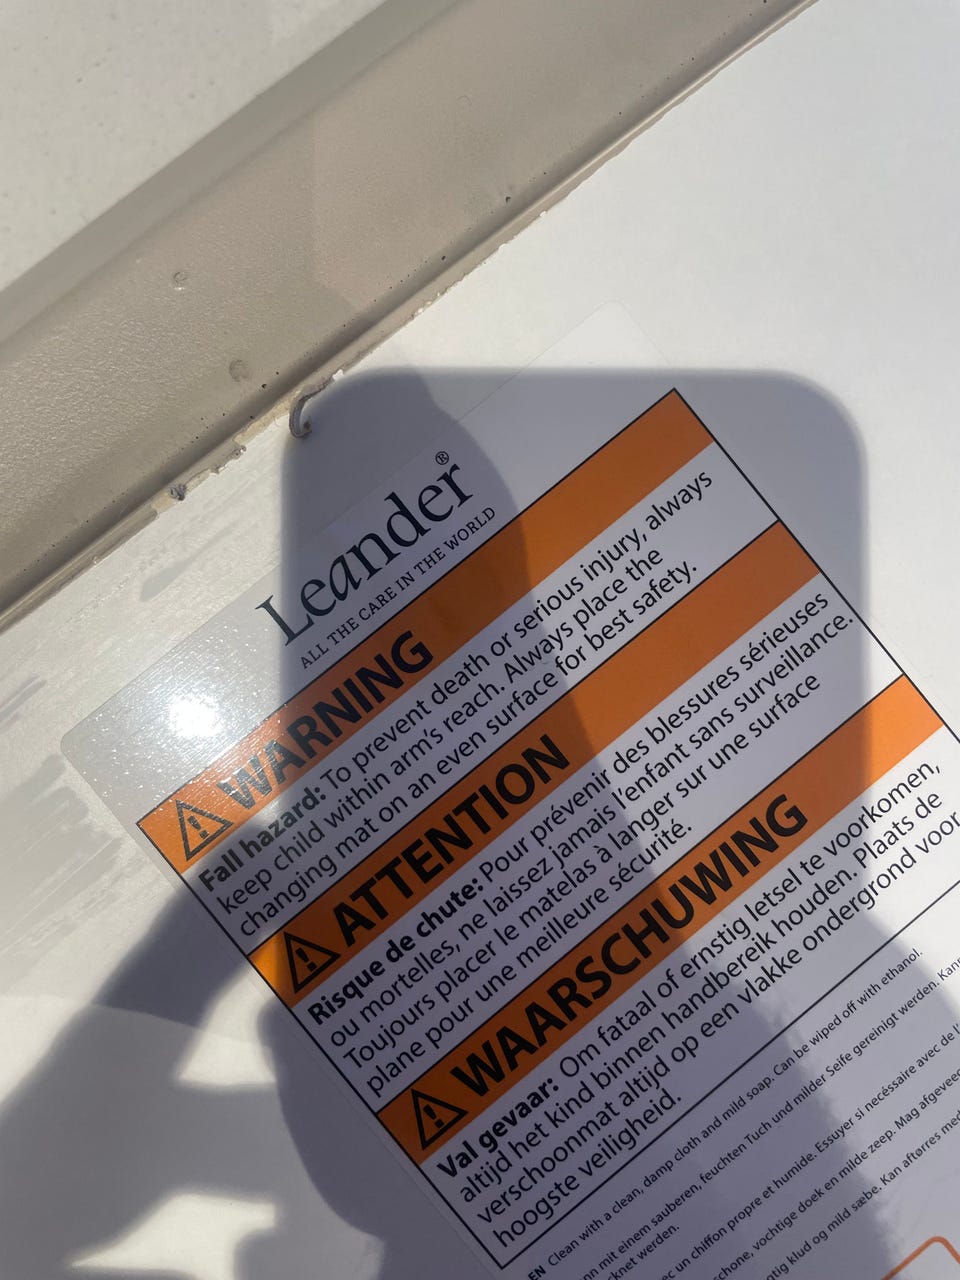 Leander®
ALL THE CARE IN THE WORLD
WARNING
Fall hazard: To prevent death or serious injury, always
keep child within arm's reach. Always place the
changing mat on an even surface for best safety.
ATTENTION
Risque de chute: Pour prévenir des blessures sérieuses
ou mortelles, ne laissez jamais l'enfant sans surveillance.
Toujours placer le matelas à langer sur une surface
plane pour une meilleure sécurité.
WAARSCHUWING
Val gevaar: Om fataal of ernstig letsel te voorkomen,
altijd het kind binnen handbereik houden. Plaats de
verschoonmat altijd op een vlakke ondergrond voor
hoogste veiligheid.
EN Clean with a clean, damp cloth and mild soap. Can be wiped off with ethanol.
mit einem sauberen, feuchten Tuch und milder Seife gereinigt werden.
werden.
un chiffon propre et humide. Essuyer si necéssaire avec de
vochtige doek en milde zeep. Mag
klud og mild sæbe. Kan aftørres